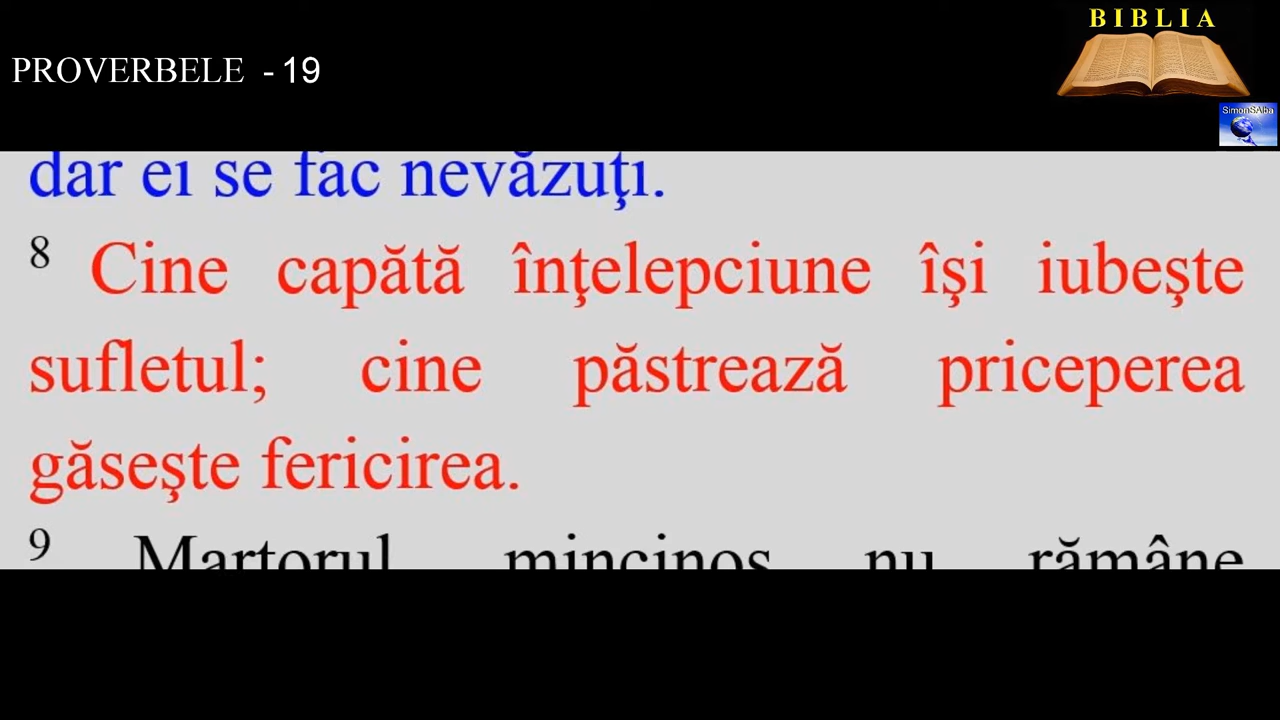 BIBLIA
PROVERBELE - 19
SimonSAlba
dar ei se fac nevăzuţi.
8 Cine capătă înţelepciune îşi iubeşte
sufletul; cine păstrează priceperea
găseşte fericirea.
9 Martorul mincinos nu rămâne